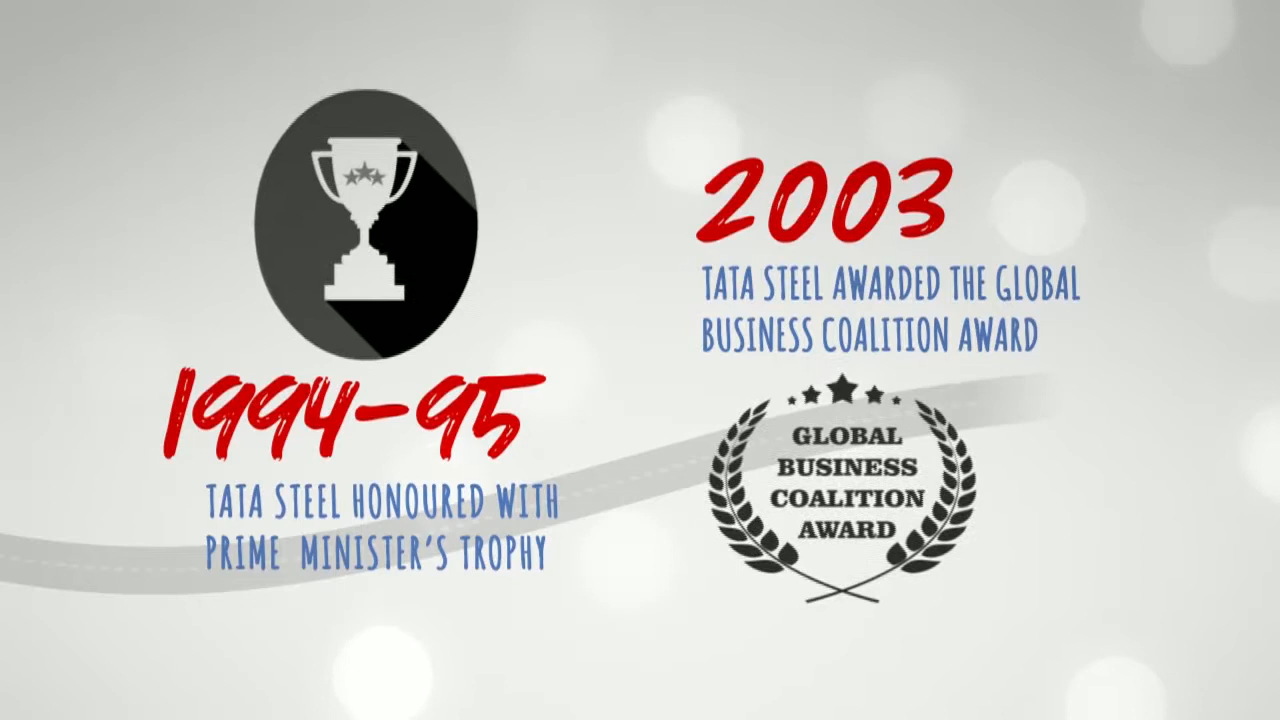 1994-95
TATA STEEL HONOURED WITH
PRIME MINISTER'S TROPHY
2003
TATA STEEL AWARDED THE GLOBAL
BUSINESS COALITION AWARD
GLOBAL
BUSINESS
COALITION
AWARD